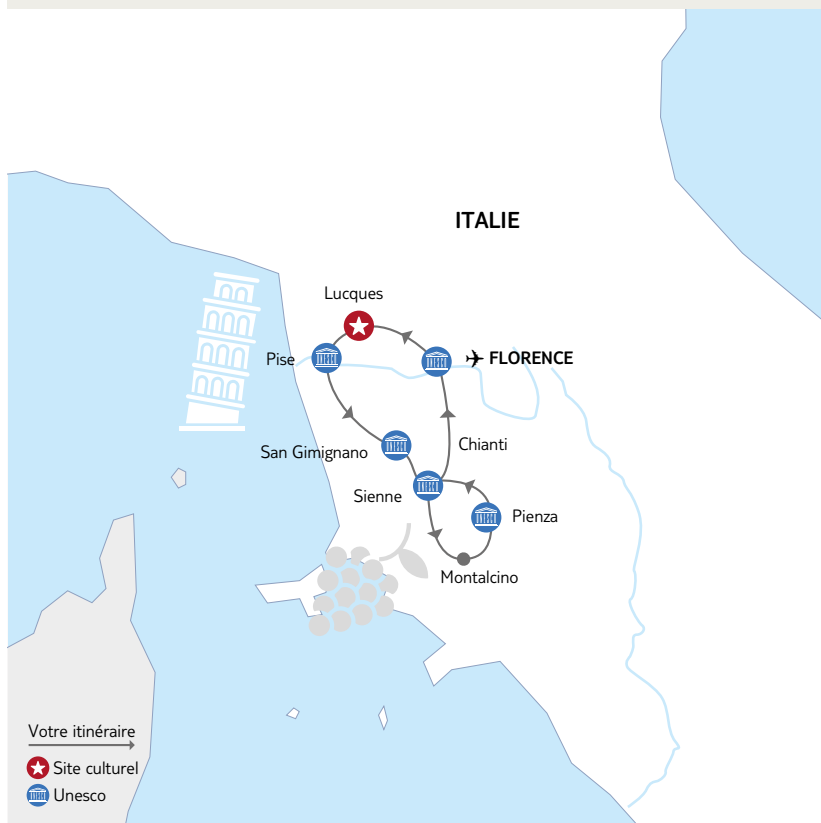 ITALIE
Lucques
Pise
FLORENCE
San Gimignano
Chianti
Sienne
Pienza
Montalcino
Votre itinéraire
Site culturel
Unesco